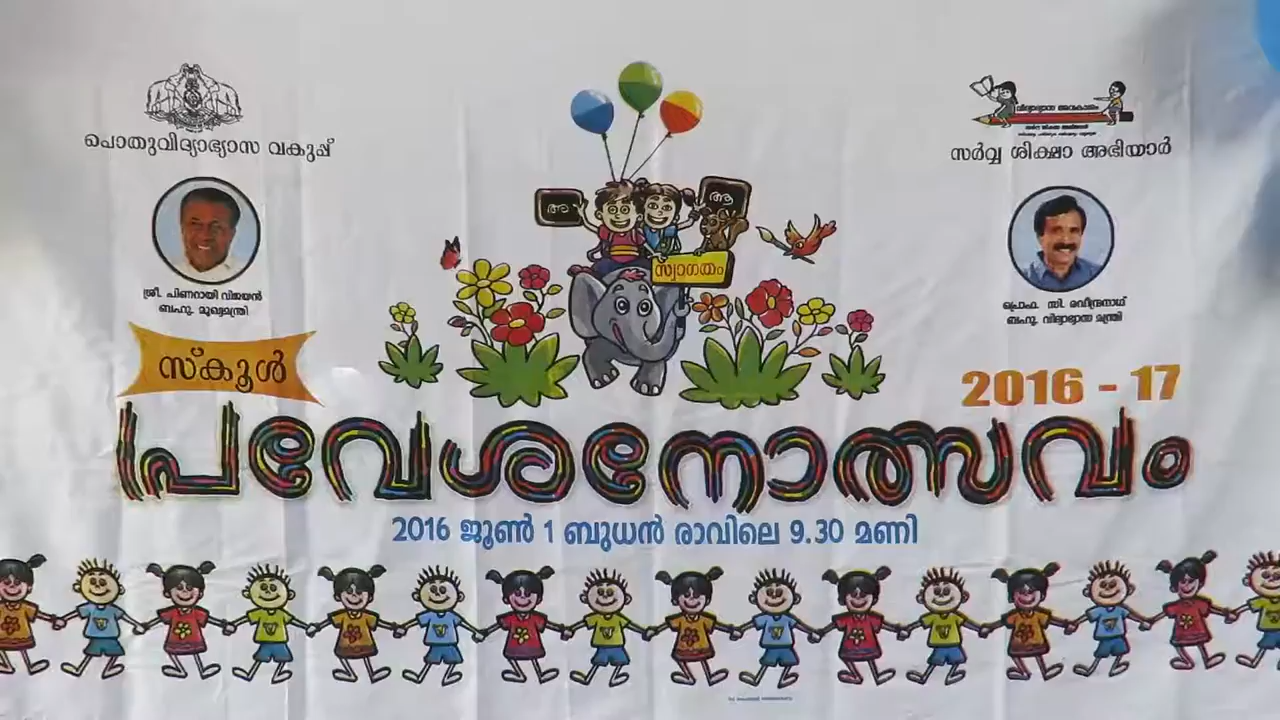 പൊതുവിദ്യാഭ്യാസ വകുപ്പ്
ശ്രീ. പിണറായി വിജയൻ
ബഹു. മുഖ്യമന്ത്രി
അ
ആ
സ്വാഗതം
വിദ്യാഭ്യാസ അവകാശം
സർവ്വ ശിക്ഷാ അഭിയാൻ
പ്രൊഫ. സി. രവീന്ദ്രനാഥ്
ബഹു. വിദ്യാഭ്യാസ മന്ത്രി
സ്കൂൾ
2016 - 17
പ്രവേശനോത്സവം
2016 ജൂൺ 1 ബുധൻ രാവിലെ 9.30 മണി